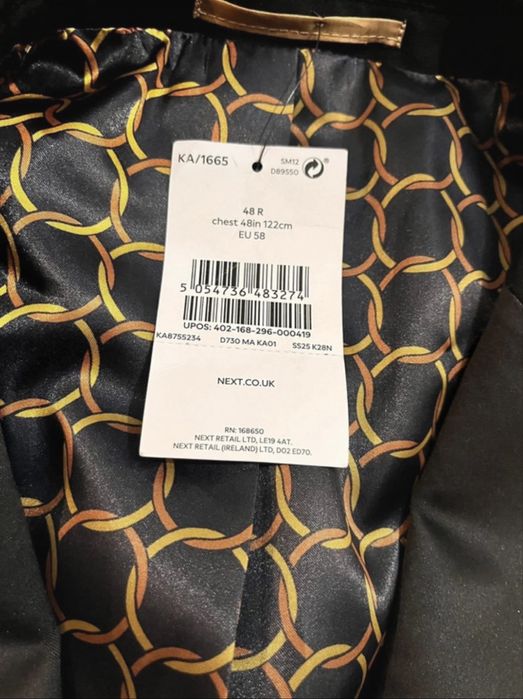 KA/1665
SM12
D89550
48 R
chest 48in 122cm
EU 58
5 054736 483274
UPOS: 402-168-296-000419
KA8755234 D730 MA KA01 SS25 K28N
NEXT.CO.UK
RN: 168650
NEXT RETAIL LTD, LE19 4AT.
NEXT RETAIL (IRELAND) LTD, D02 ED70.